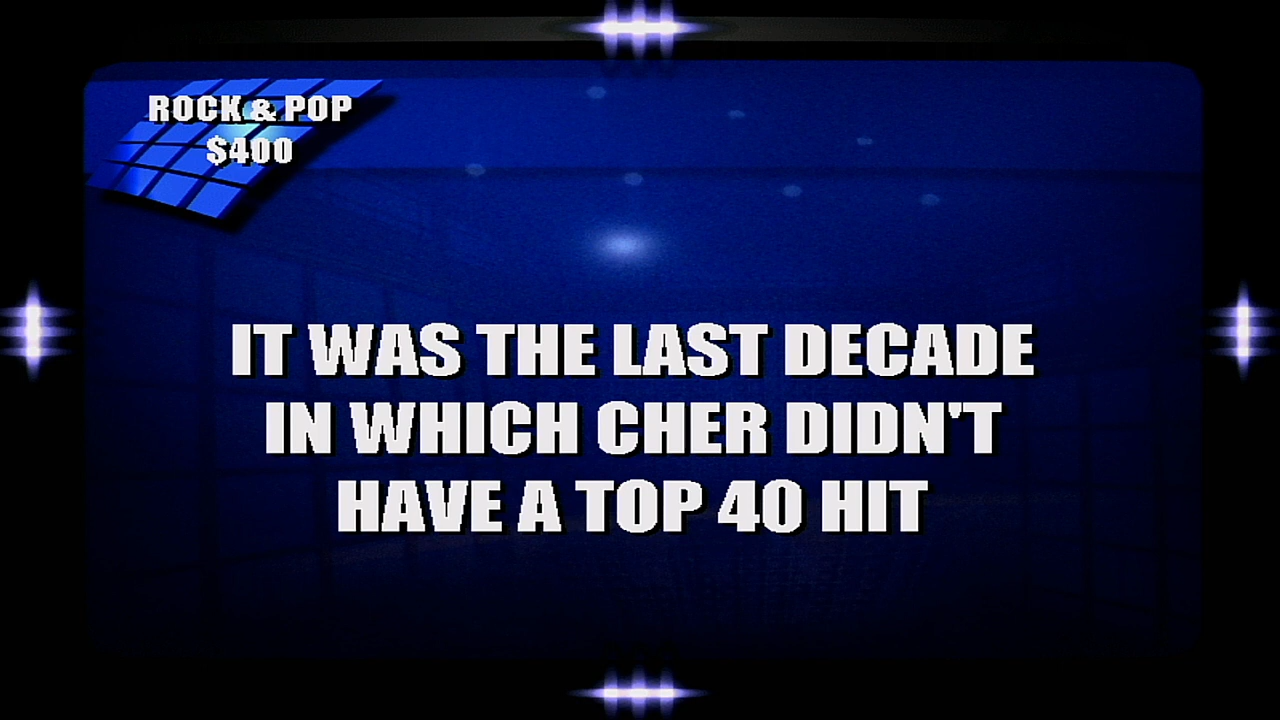 ROCK & POP
$400
IT WAS THE LAST DECADE
IN WHICH CHER DIDN'T
HAVE A TOP 40 HIT